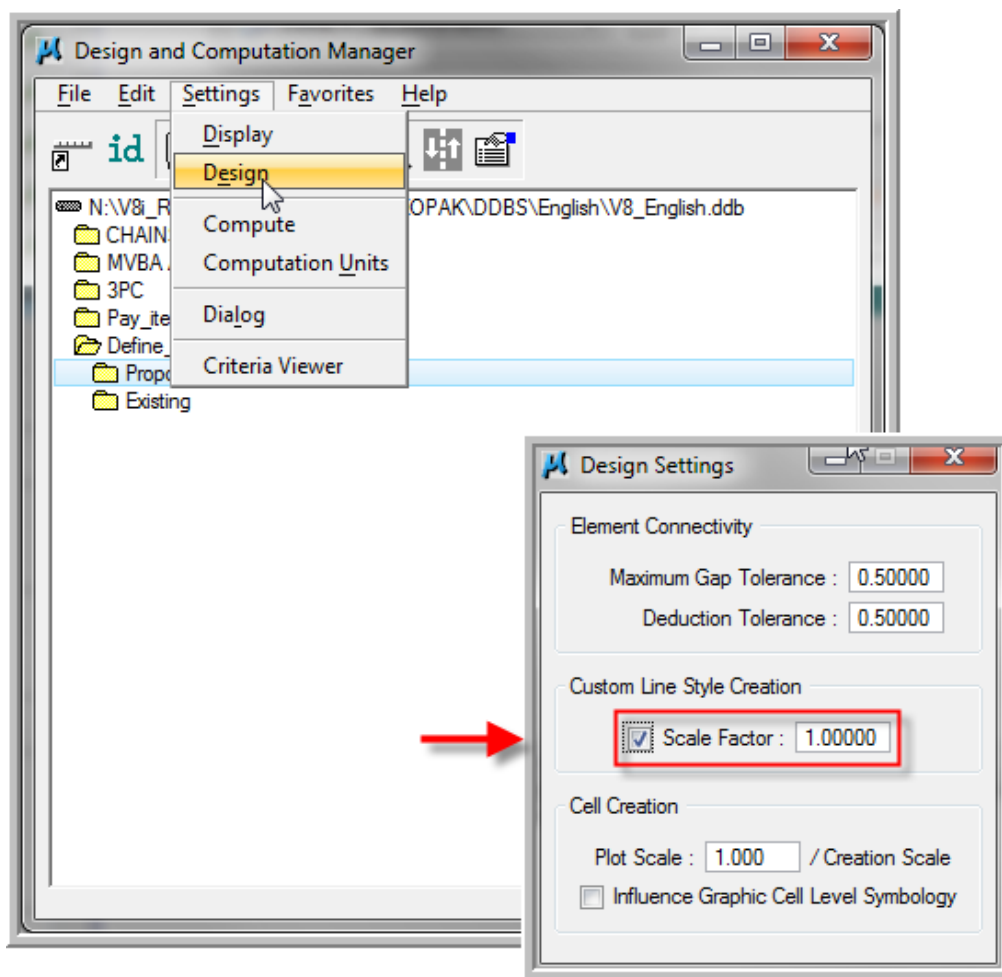 Design and Computation Manager
File Edit Settings Favorites Help
id
Display
Design
Compute
Computation Units
Dialog
Criteria Viewer
N:\V8i_R OPAK\DDBS\English\V8_English.ddb
CHAIN
MVBA
3PC
Pay_ite
Define_
Propo
Existing
Design Settings
Element Connectivity
Maximum Gap Tolerance : 0.50000
Deduction Tolerance : 0.50000
Custom Line Style Creation
Scale Factor : 1.00000
Cell Creation
Plot Scale : 1.000 / Creation Scale
Influence Graphic Cell Level Symbology